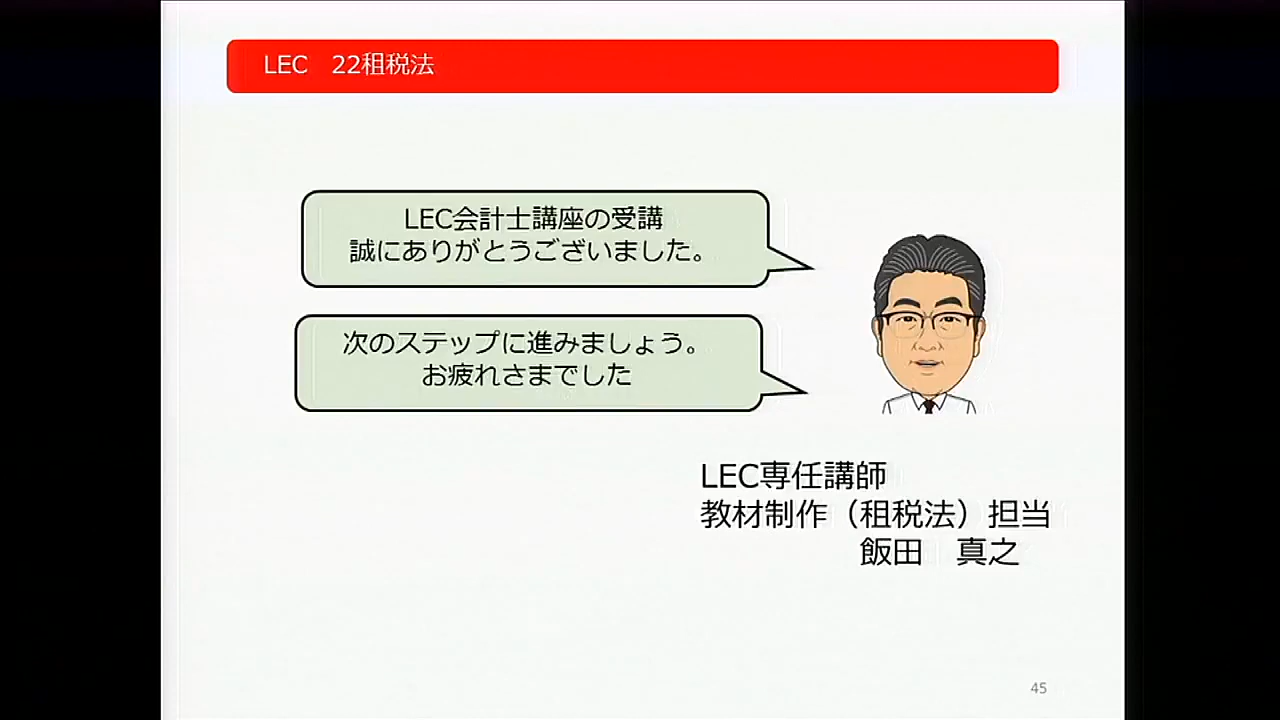 LEC　22租税法
LEC会計士講座の受講
誠にありがとうございました。
次のステップに進みましょう。
お疲れさまでした
LEC専任講師
教材制作（租税法）担当
飯田　真之
45